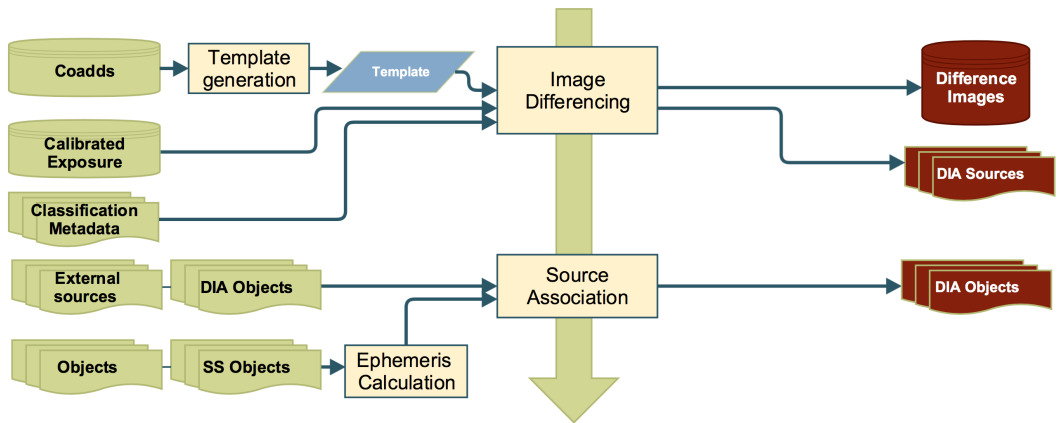 Coadds
Template
generation
Template
Image
Differencing
Difference
Images
Calibrated
Exposure
DIA Sources
Classification
Metadata
External
sources
DIA Objects
Source
Association
DIA Objects
Objects
SS Objects
Ephemeris
Calculation